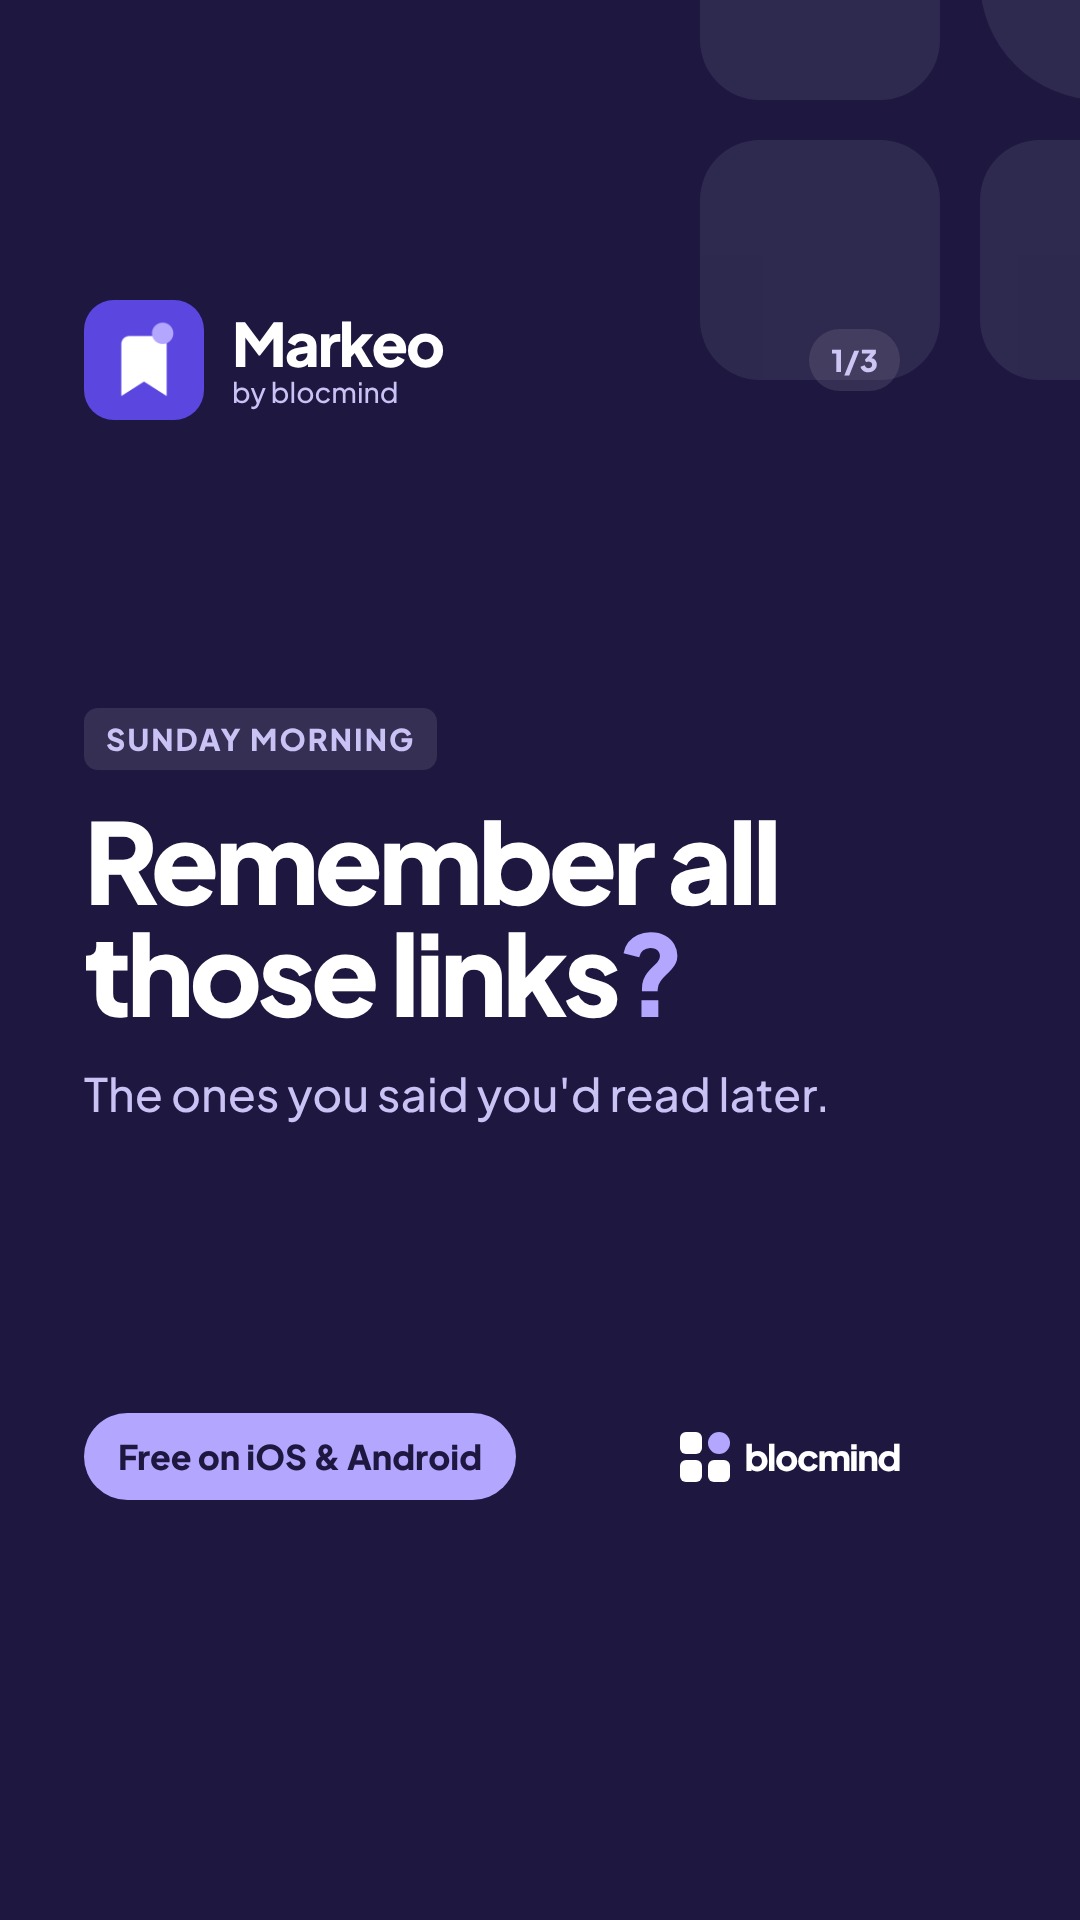 Markeo
by blocmind
1/3
SUNDAY MORNING
Remember all
those links?
The ones you said you'd read later.
Free on iOS & Android
blocmind